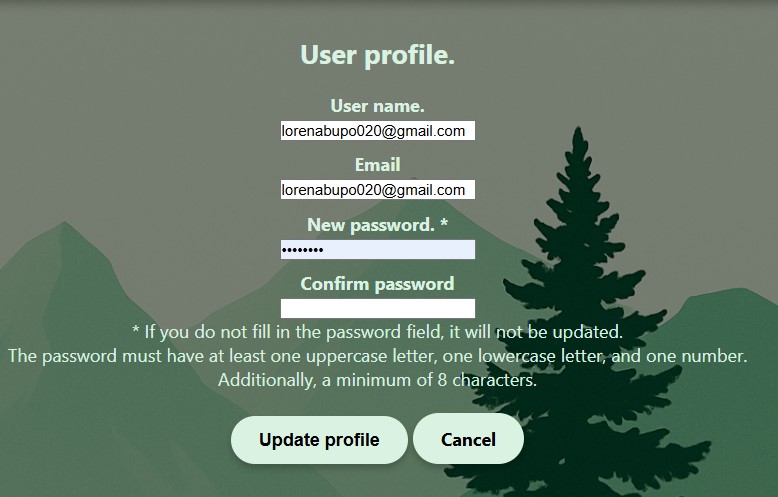 User profile.
User name.
lorenabupo020@gmail.com
Email
lorenabupo020@gmail.com
New password. *
••••••••
Confirm password
* If you do not fill in the password field, it will not be updated.
The password must have at least one uppercase letter, one lowercase letter, and one number.
Additionally, a minimum of 8 characters.
Update profile Cancel